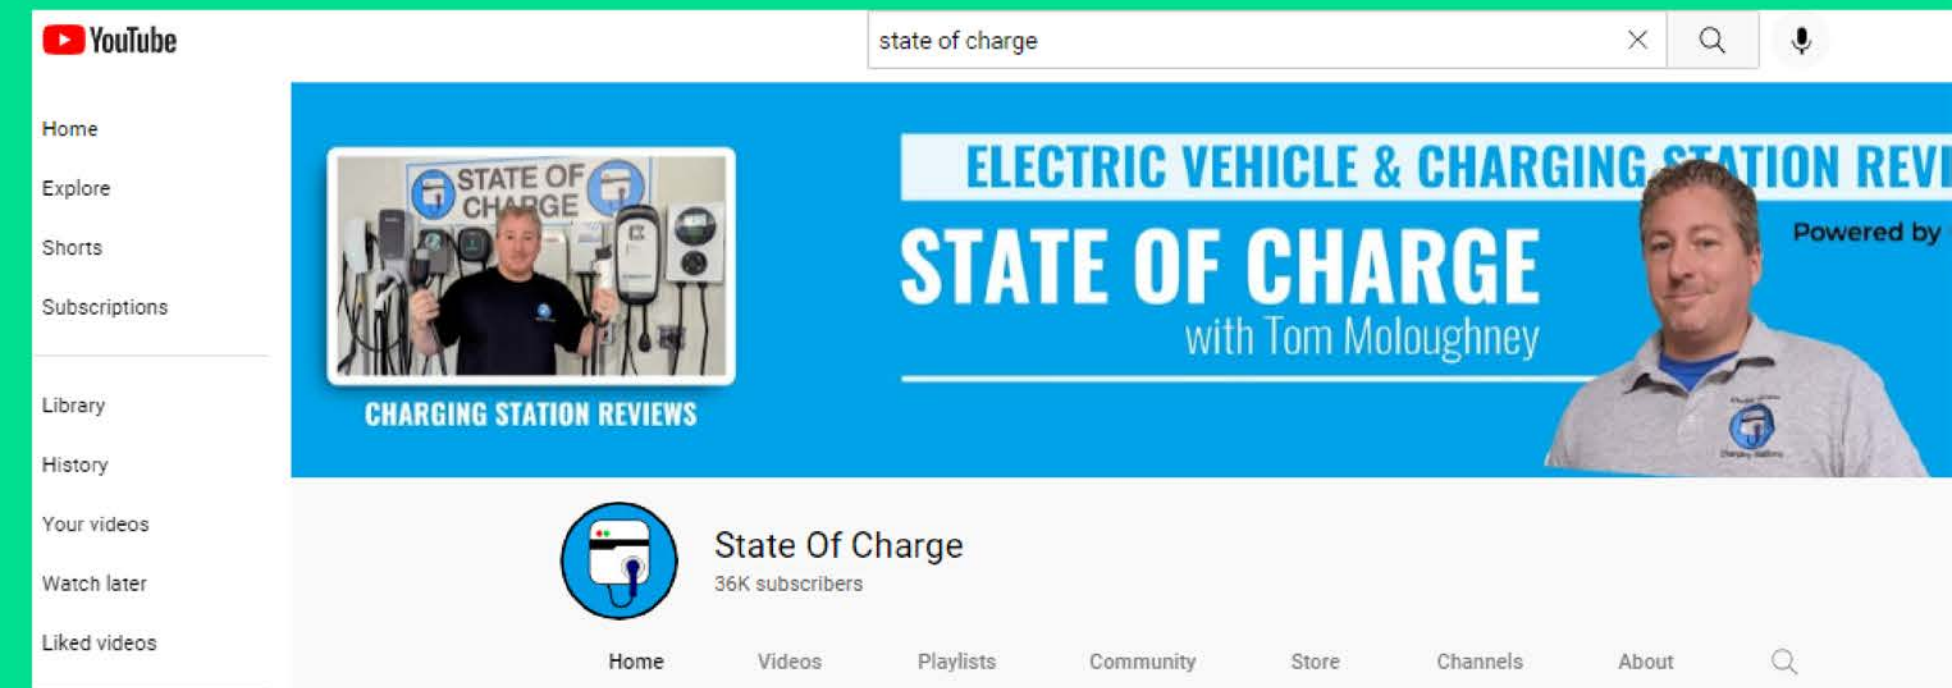 YouTube
state of charge
Home
Explore
Shorts
Subscriptions
Library
History
Your videos
Watch later
Liked videos
STATE OF
CHARGE
CHARGING STATION REVIEWS
ELECTRIC VEHICLE & CHARGING STATION REVI
STATE OF CHARGE
with Tom Moloughney
Powered by
State Of Charge
36K subscribers
Home Videos Playlists Community Store Channels About